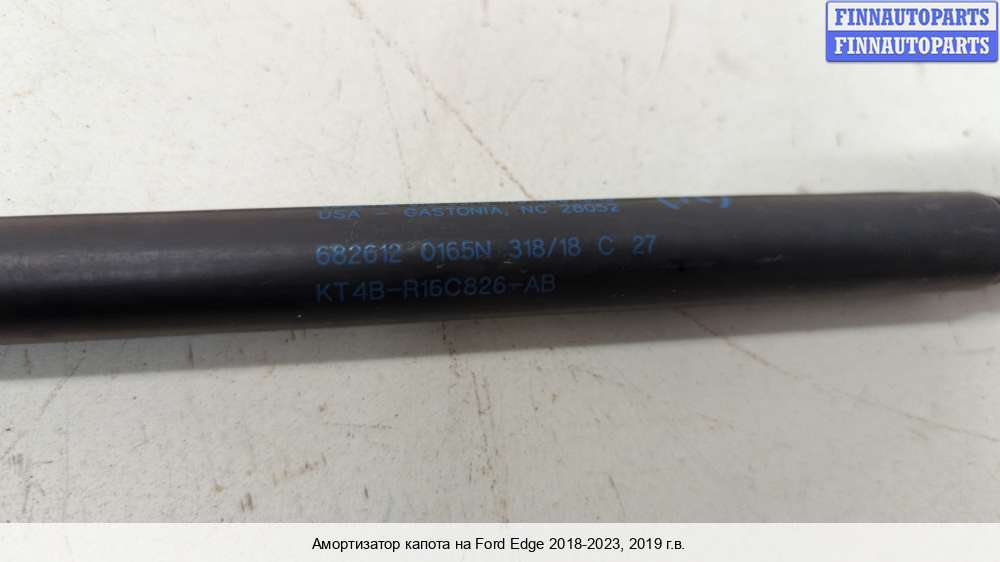 FINNAUTOPARTS
FINNAUTOPARTS
USA - GASTONIA, NC 28052
682612 0165N 318/18 C 27
KT4B-R16C826-AB
Амортизатор капота на Ford Edge 2018-2023, 2019 г.в.